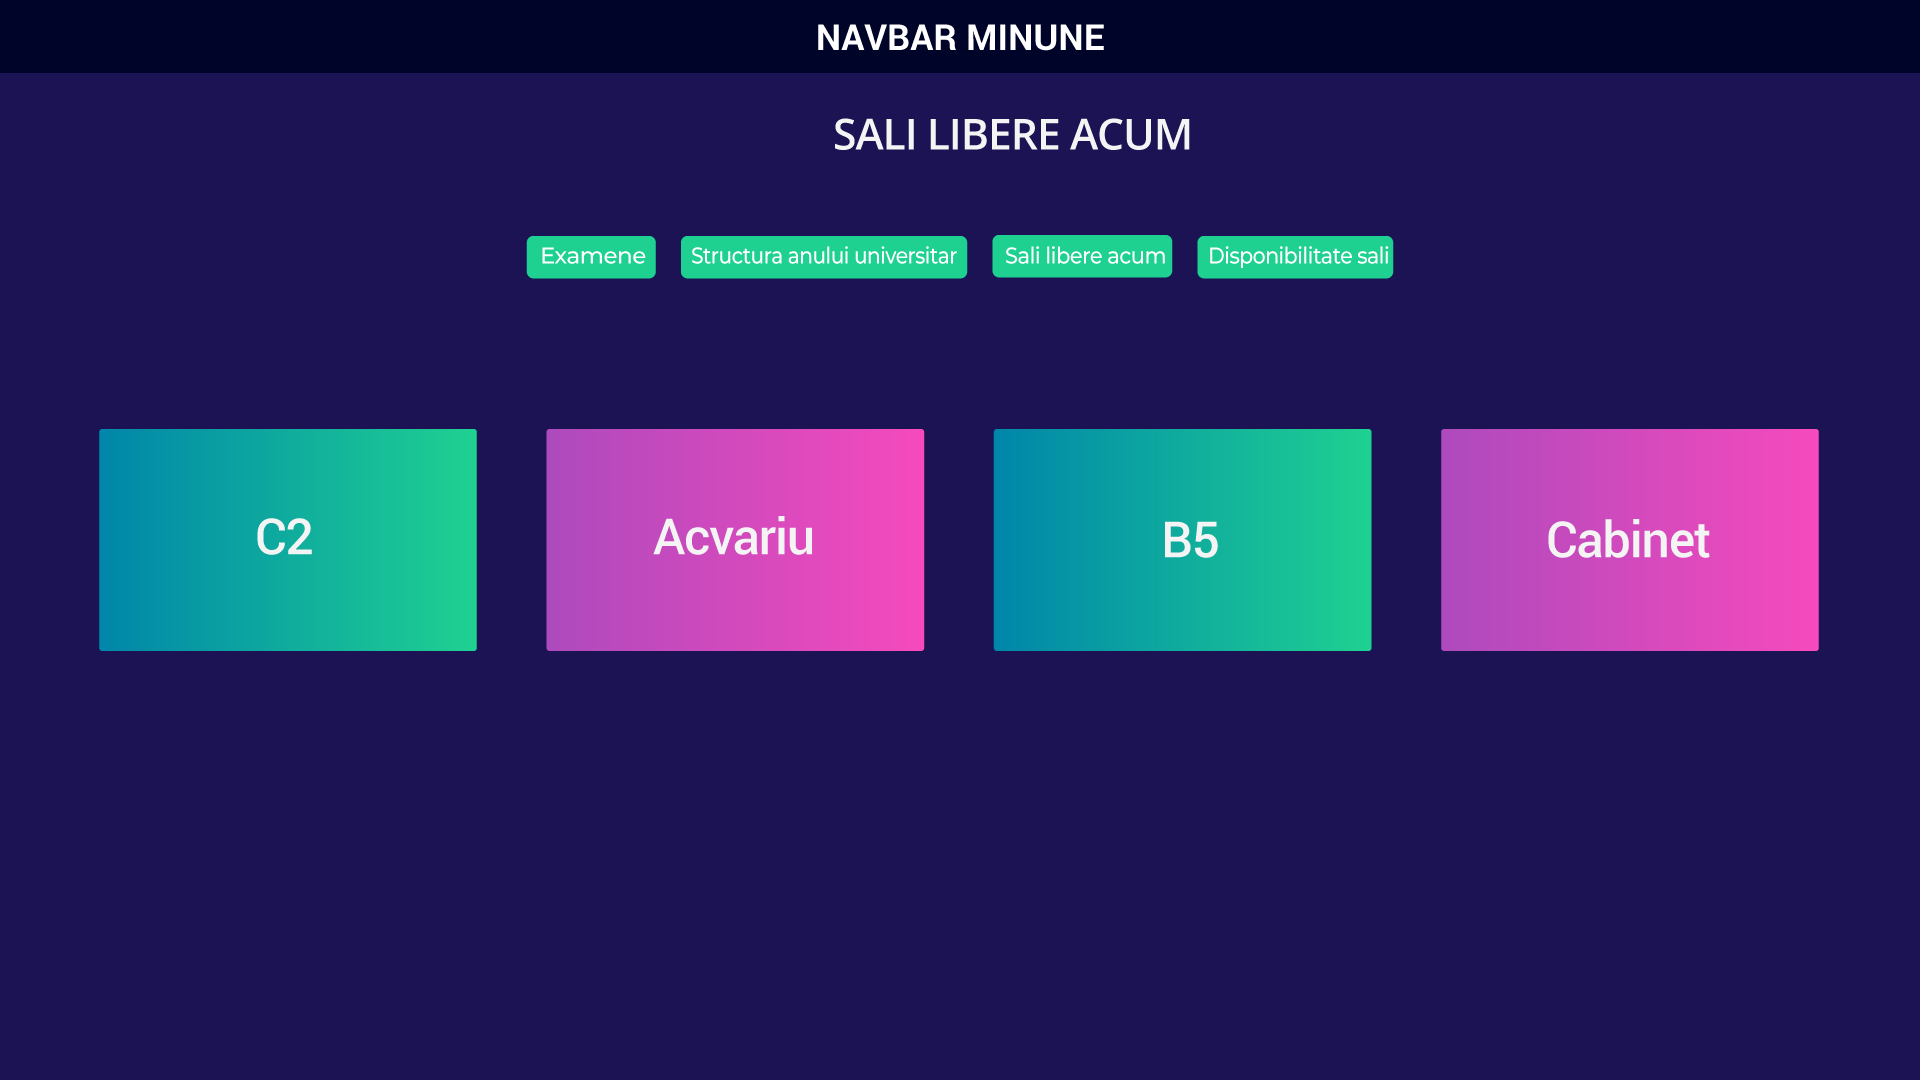 NAVBAR MINUNE
SALI LIBERE ACUM
Examene
Structura anului universitar
Sali libere acum
Disponibilitate sali
C2
Acvariu
B5
Cabinet